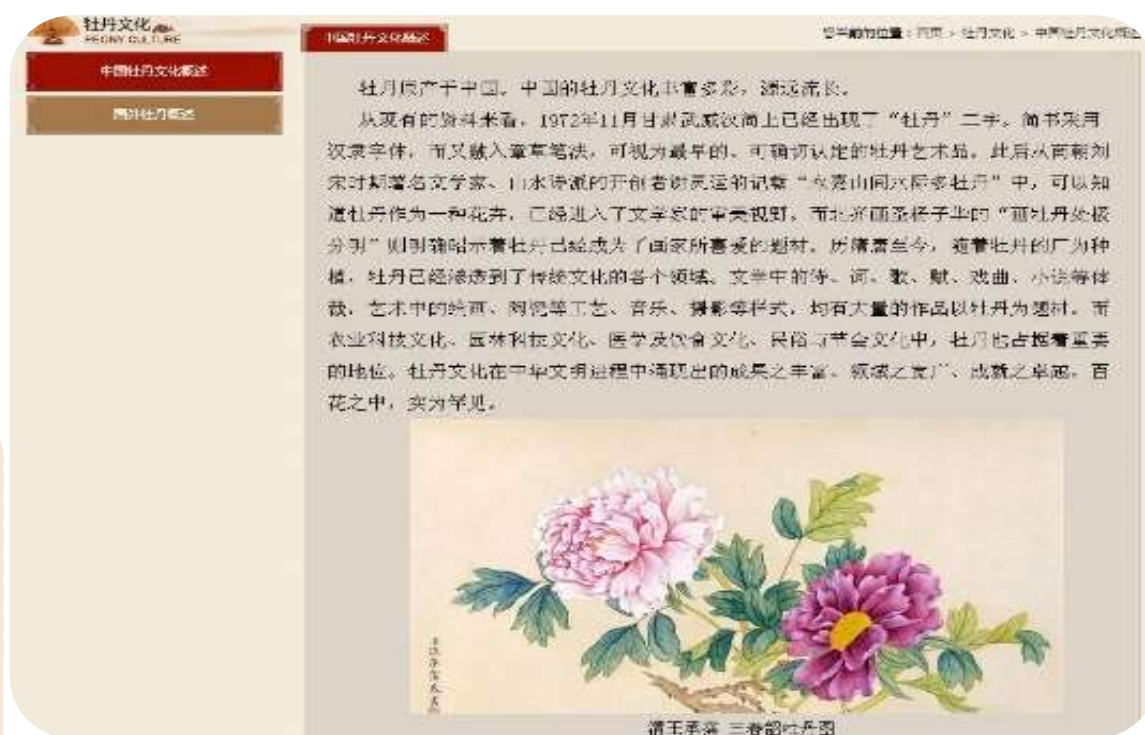 牡丹文化
PEONY CULTURE
中国牡丹文化概述
国外牡丹概述
中国牡丹文化概述
您当前的位置：首页 > 牡丹文化 > 中国牡丹文化概述
牡丹原产于中国，中国的牡丹文化丰富多彩，源远流长。
从现有的资料来看，1972年11月甘肃武威汉简上已经出现了“牡丹”二字。简书采用
汉隶字体，而又融入章草笔法，可视为最早的、可确切认定的牡丹艺术品。此后从南朝刘
宋时期著名文学家、山水诗派的开创者谢灵运的记载“永嘉山间水际多牡丹”中，可以知
道牡丹作为一种花卉，已经进入了文学家的审美视野，而北齐画圣杨子华的“画牡丹处极
分明”则明确昭示着牡丹已经成为了画家所喜爱的题材。历隋唐至今，随着牡丹的广为种
植，牡丹已经渗透到了传统文化的各个领域。文学中的诗、词、歌、赋、戏曲、小说等体
裁，艺术中的绘画、陶瓷等工艺、音乐、摄影等样式，均有大量的作品以牡丹为题材。而
农业科技文化、园林科技文化、医学及饮食文化、民俗与节会文化中，牡丹也占据着重要
的地位。牡丹文化在中华文明进程中涌现出的成果之丰富、领域之宽广、成就之卓越，百
花之中，实为罕见。
清王承霈 三春韶牡丹图